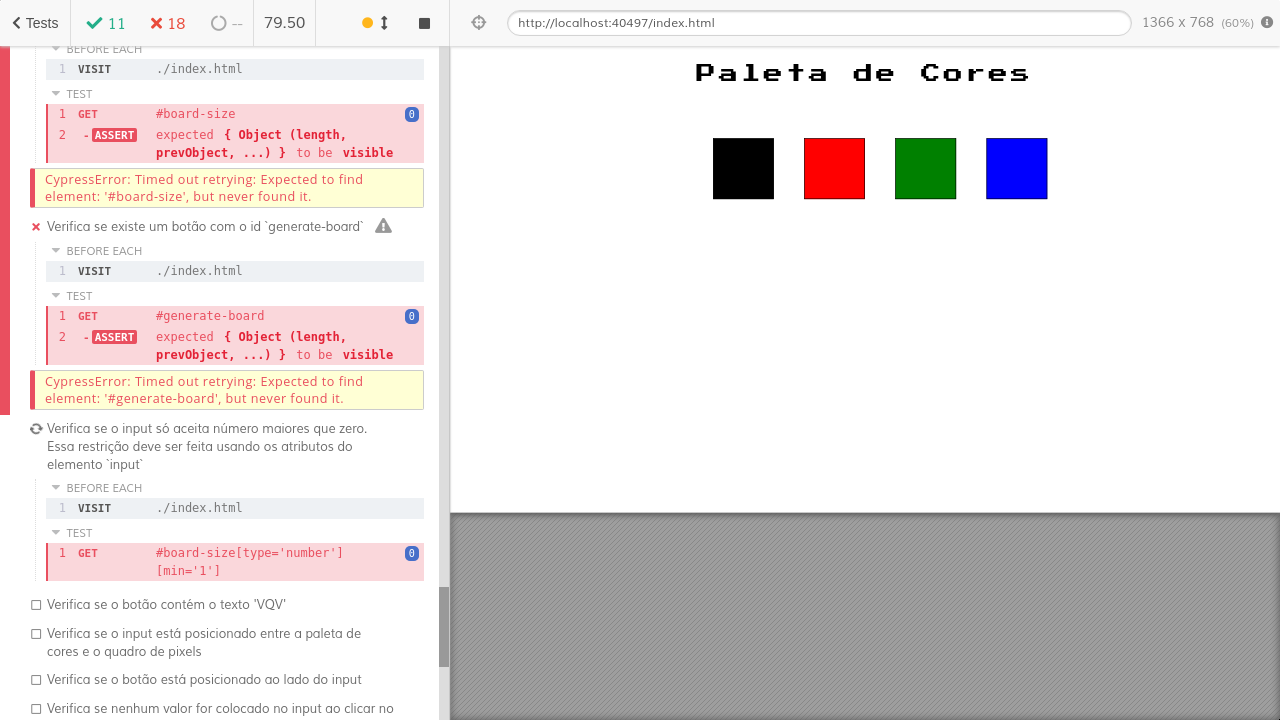 Tests
11
18
--
79.50
http://localhost:40497/index.html
1366 x 768 (60%)
BEFORE EACH
1 VISIT ./index.html
TEST
1 GET #board-size 0
2 -ASSERT expected { Object (length,
prevObject, ...) } to be visible
CypressError: Timed out retrying: Expected to find
element: '#board-size', but never found it.
Verifica se existe um botão com o id `generate-board`
BEFORE EACH
1 VISIT ./index.html
TEST
1 GET #generate-board 0
2 -ASSERT expected { Object (length,
prevObject, ...) } to be visible
CypressError: Timed out retrying: Expected to find
element: '#generate-board', but never found it.
Verifica se o input só aceita número maiores que zero.
Essa restrição deve ser feita usando os atributos do
elemento `input`
BEFORE EACH
1 VISIT ./index.html
TEST
1 GET #board-size[type='number'] 0
[min='1']
Verifica se o botão contém o texto 'VQV'
Verifica se o input está posicionado entre a paleta de
cores e o quadro de pixels
Verifica se o botão está posicionado ao lado do input
Verifica se nenhum valor for colocado no input ao clicar no
Paleta de Cores